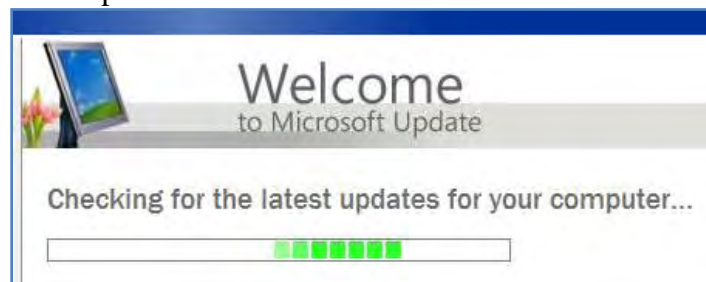 Welcome
to Microsoft Update
Checking for the latest updates for your computer...